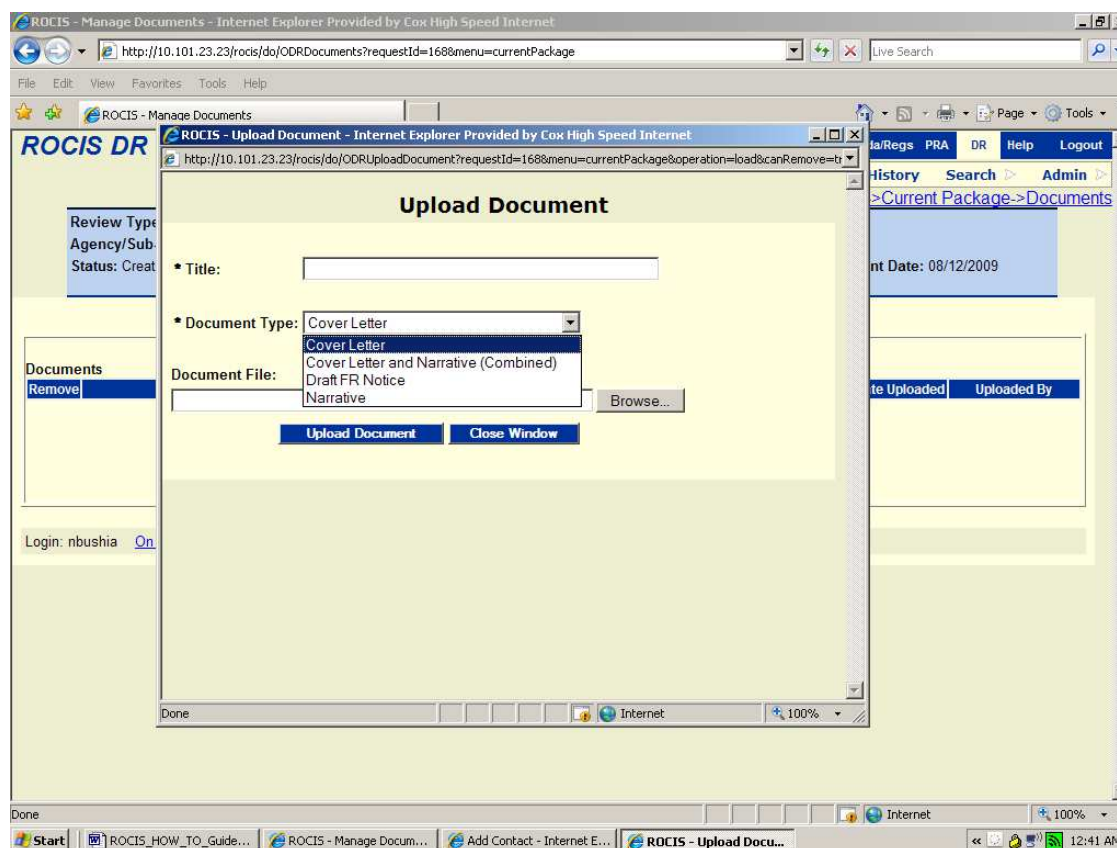 ROCIS - Manage Documents - Internet Explorer Provided by Cox High Speed Internet
http://10.101.23.23/rocis/do/ODRDocuments?requestId=168&menu=currentPackage
Live Search
File Edit View Favorites Tools Help
ROCIS - Manage Documents
Page Tools
ROCIS - Upload Document - Internet Explorer Provided by Cox High Speed Internet
http://10.101.23.23/rocis/do/ODRUploadDocument?requestId=168&menu=currentPackage&operation=load&canRemove=tr
ROCIS DR
da/Regs PRA DR Help Logout
History Search Admin
>Current Package->Documents
Upload Document
Review Type
Agency/Sub-
Status: Creat
nt Date: 08/12/2009
* Title:
* Document Type: Cover Letter
Cover Letter
Cover Letter and Narrative (Combined)
Draft FR Notice
Narrative
Document File:
Browse...
Upload Document Close Window
Documents
Remove
te Uploaded Uploaded By
Login: nbushia On
Done Internet 100%
Done Internet 100%
Start ROCIS_HOW_TO_Guide... ROCIS - Manage Docum... Add Contact - Internet E... ROCIS - Upload Docu... 12:41 AM